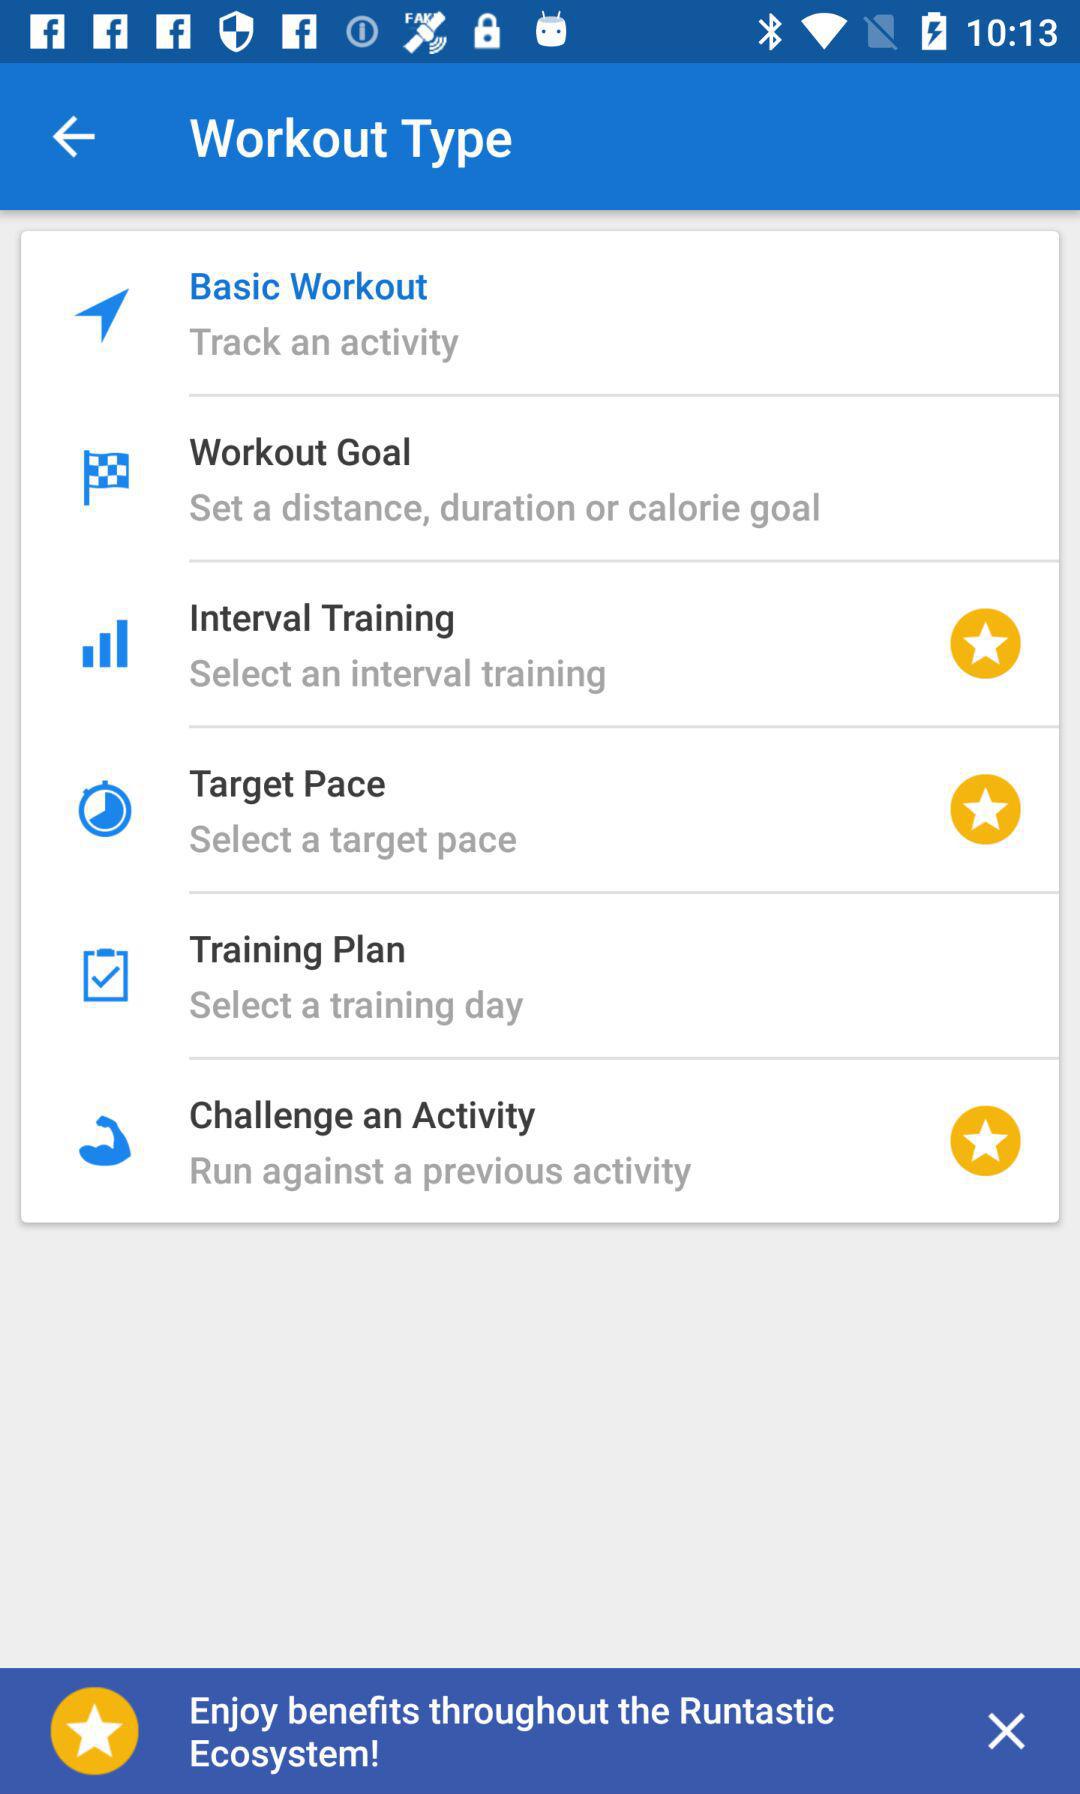 FAKE
10:13
Workout Type
Basic Workout
Track an activity
Workout Goal
Set a distance, duration or calorie goal
Interval Training
Select an interval training
Target Pace
Select a target pace
Training Plan
Select a training day
Challenge an Activity
Run against a previous activity
Enjoy benefits throughout the Runtastic
Ecosystem!